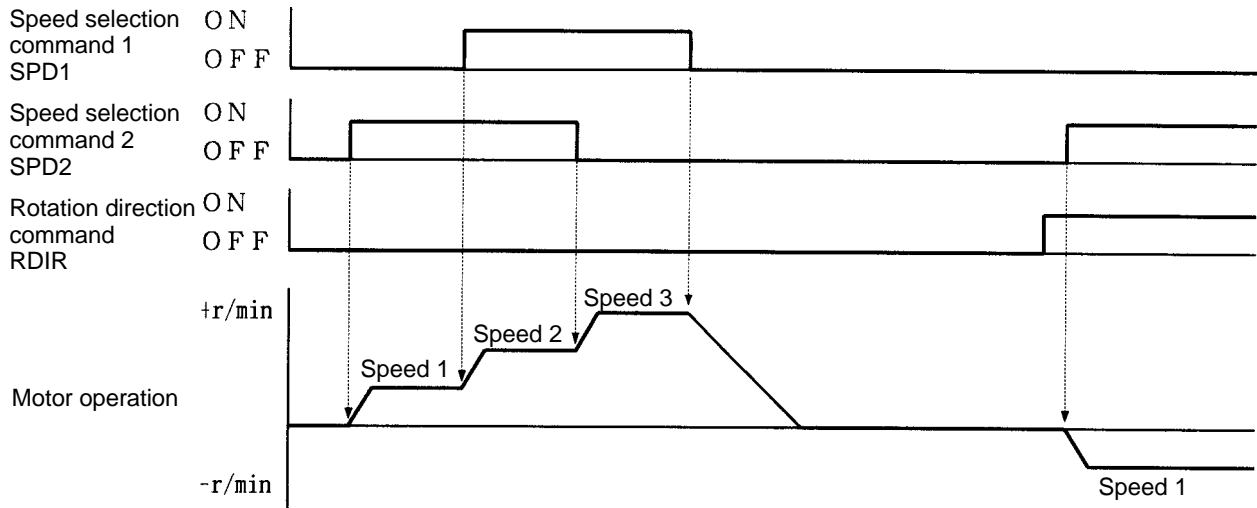 Speed selection
command 1
SPD1
ON
OFF
Speed selection
command 2
SPD2
ON
OFF
Rotation direction
command
RDIR
ON
OFF
+r/min
Speed 1
Speed 2
Speed 3
Motor operation
-r/min
Speed 1